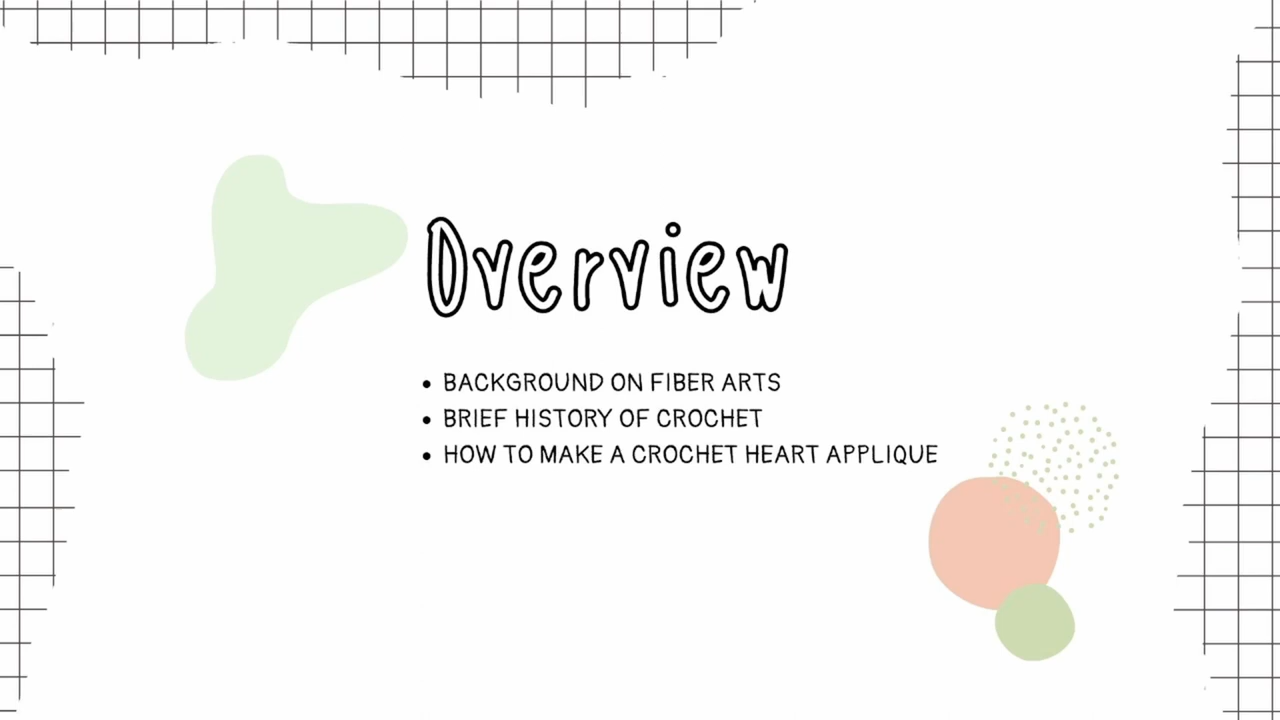 Overview
• BACKGROUND ON FIBER ARTS
• BRIEF HISTORY OF CROCHET
• HOW TO MAKE A CROCHET HEART APPLIQUE